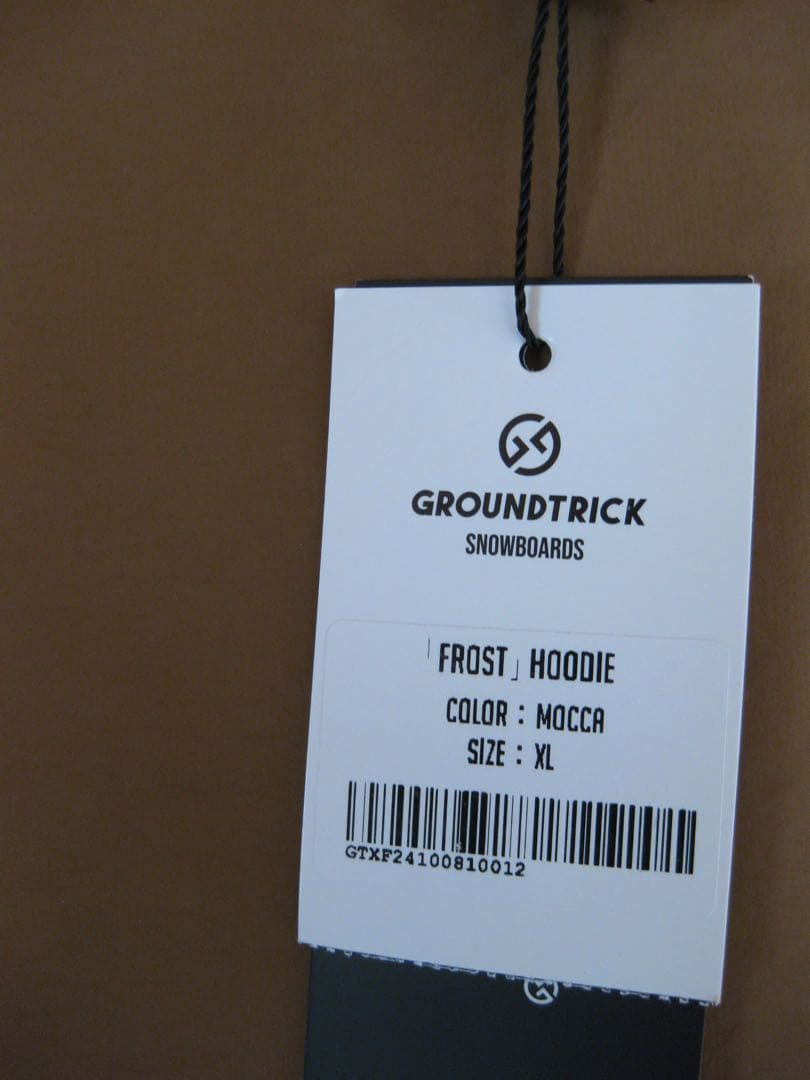 GROUNDTRICK
SNOWBOARDS
「FROST」HOODIE
COLOR : MOCCA
SIZE : XL
GTXF24100810012